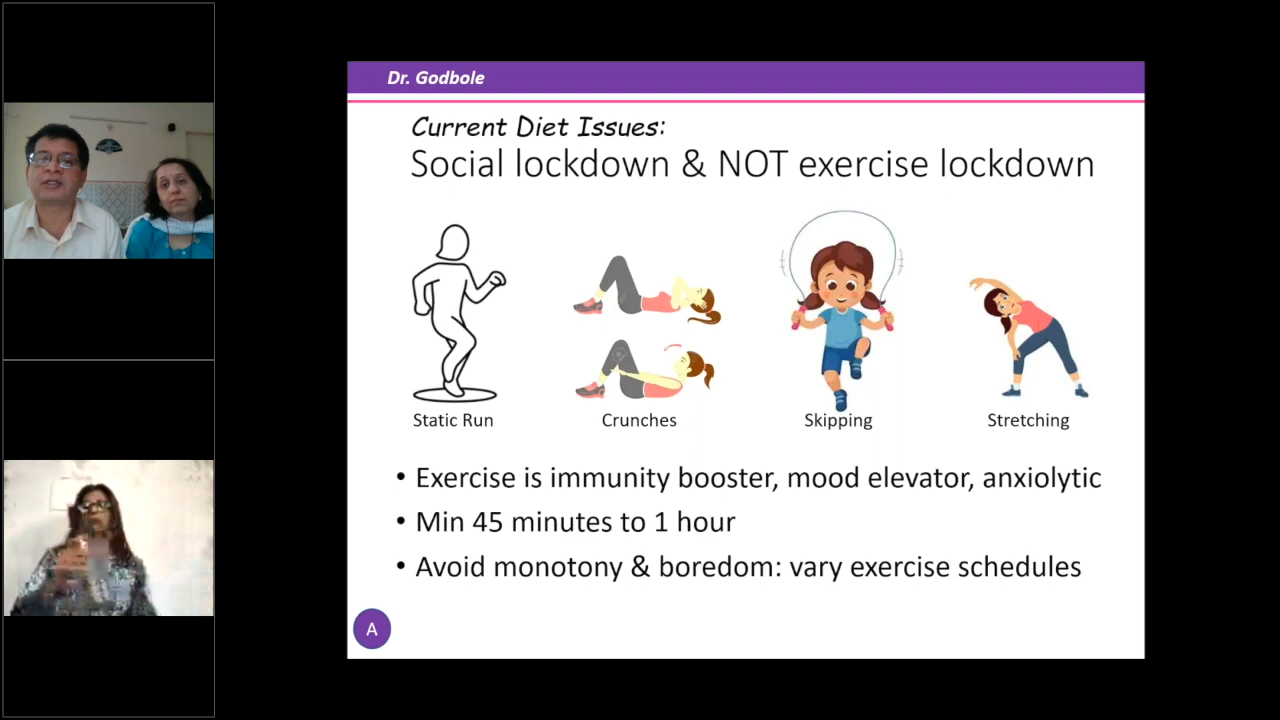 Dr. Godbole
Current Diet Issues:
Social lockdown & NOT exercise lockdown
Static Run
Crunches
Skipping
Stretching
• Exercise is immunity booster, mood elevator, anxiolytic
• Min 45 minutes to 1 hour
• Avoid monotony & boredom: vary exercise schedules
A